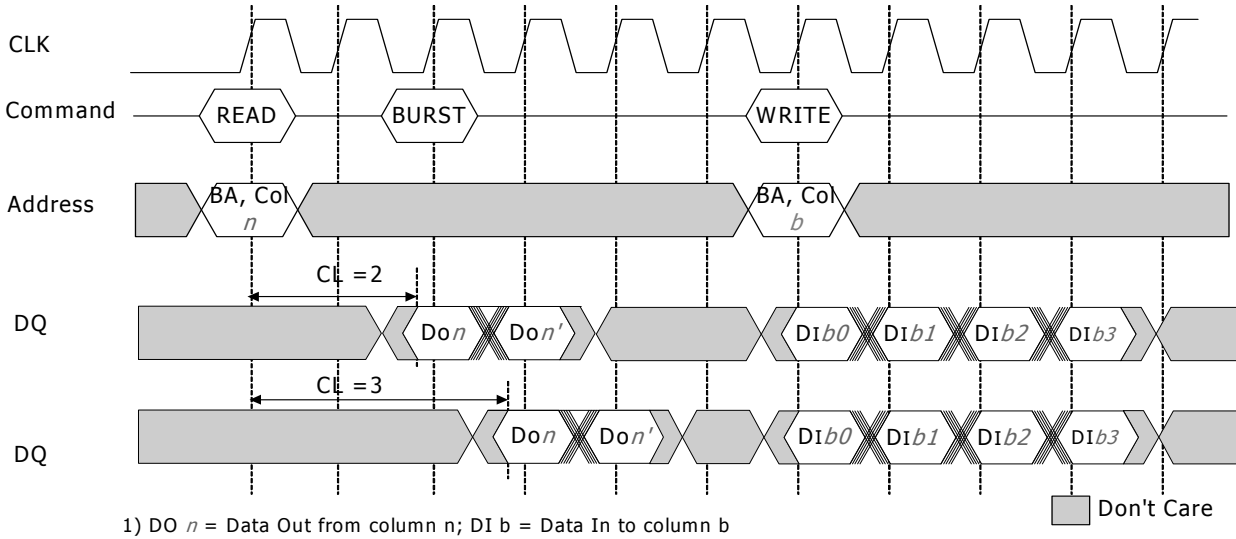 CLK
Command READ BURST WRITE
Address BA, Col BA, Col
n b
CL =2
DQ Don Don' DIb0 DIb1 DIb2 DIb3
CL =3
DQ Don Don' DIb0 DIb1 DIb2 DIb3
Don't Care
1) DO n = Data Out from column n; DI b = Data In to column b